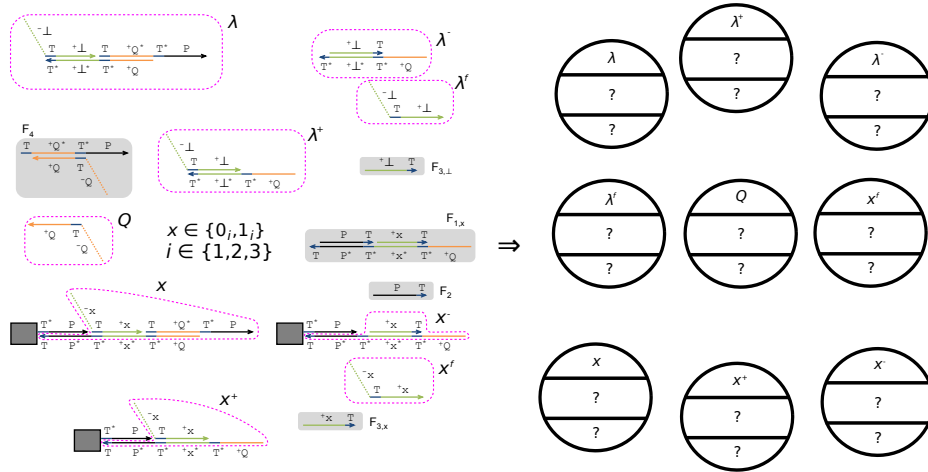 λ
-⊥
T +⊥ T +Q* T* P
T* +⊥* T* +Q
λ-
+⊥ T
T* +⊥* T* +Q
λf
-⊥
T +⊥
F4
T +Q* T* P
+Q T
-Q
λ+
-⊥
T +⊥
T* +⊥* T* +Q
+⊥ T
F3,⊥
Q
+Q T
-Q
x ∈ {0i,1i}
i ∈ {1,2,3}
P T +x T
T P* T* +x* T* +Q
F1,x
⇒
P T
F2
x
-x
T* P T +x T +Q* T* P
T P* T* +x* T* +Q
x-
T* P +x T
T P* T* +x* T* +Q
xf
-x
T +x
x+
-x
T* P T +x
T P* T* +x* T* +Q
+x T
F3,x
λ
?
?
λ+
?
?
λ-
?
?
λf
?
?
Q
?
?
xf
?
?
x
?
?
x+
?
?
x-
?
?